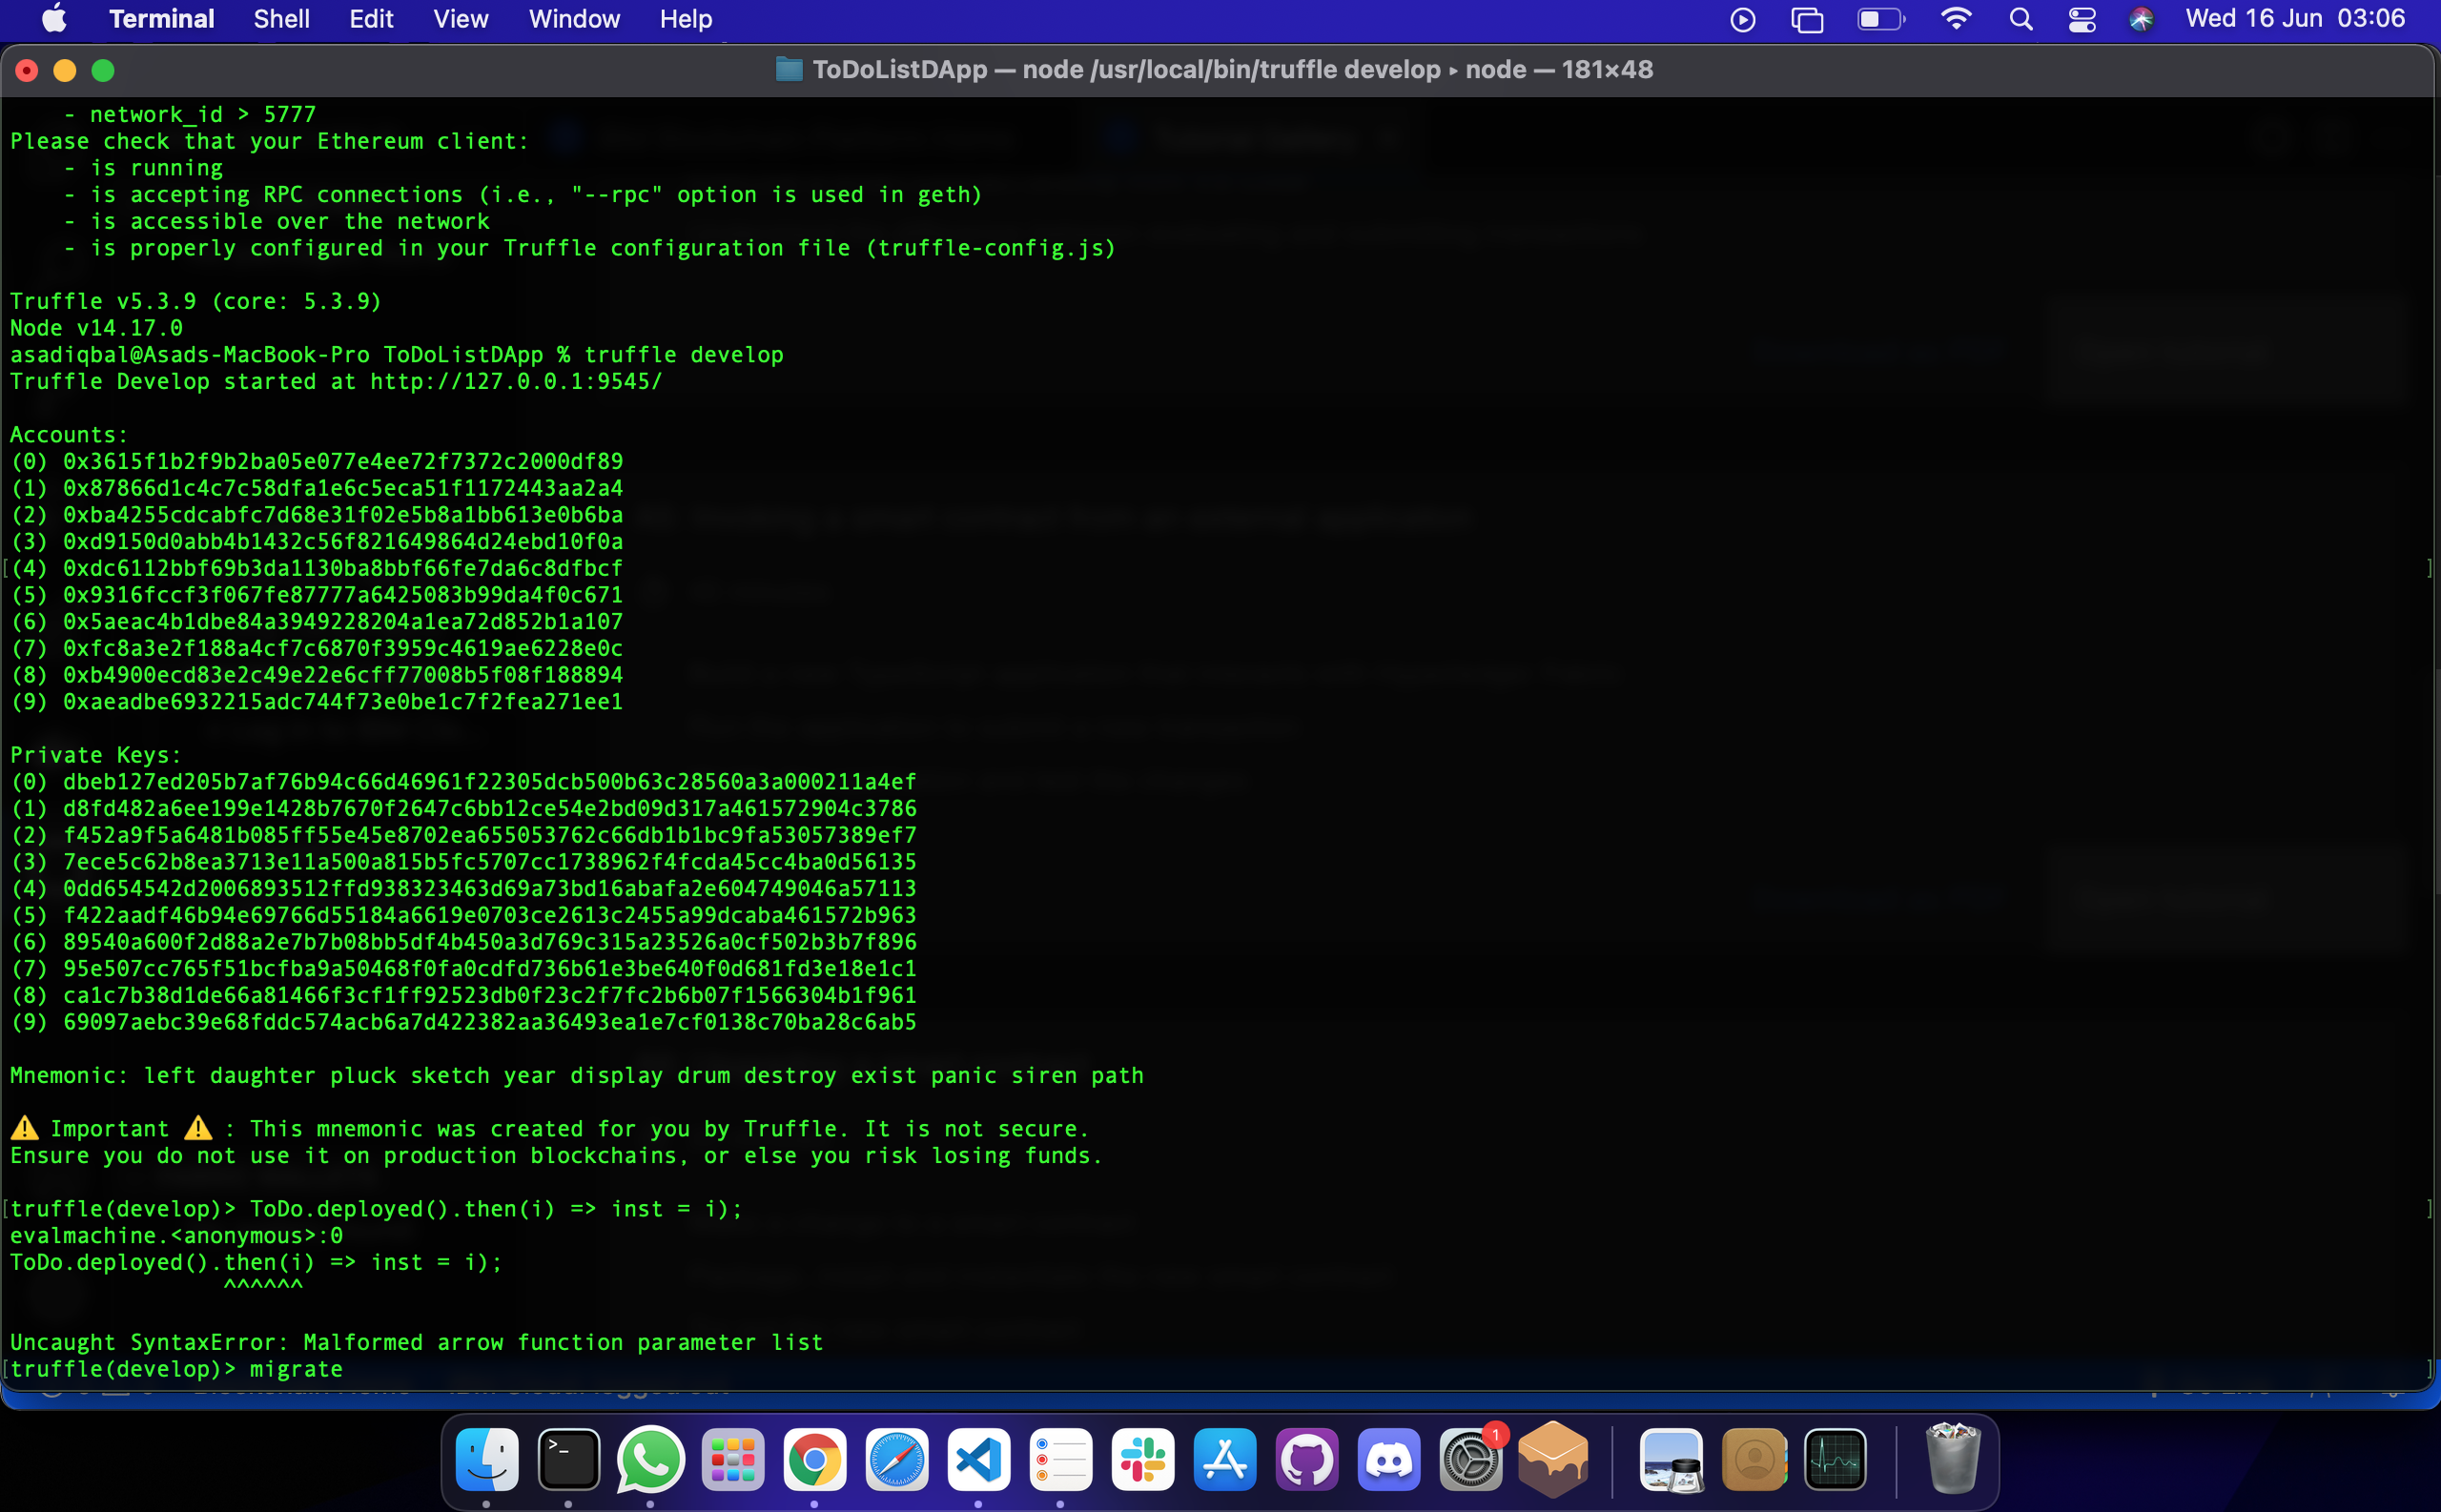 Terminal Shell Edit View Window Help Wed 16 Jun 03:06
ToDoListDApp — node /usr/local/bin/truffle develop ▸ node — 181×48
- network_id > 5777
Please check that your Ethereum client:
- is running
- is accepting RPC connections (i.e., "--rpc" option is used in geth)
- is accessible over the network
- is properly configured in your Truffle configuration file (truffle-config.js)
Truffle v5.3.9 (core: 5.3.9)
Node v14.17.0
asadiqbal@Asads-MacBook-Pro ToDoListDApp % truffle develop
Truffle Develop started at http://127.0.0.1:9545/
Accounts:
(0) 0x3615f1b2f9b2ba05e077e4ee72f7372c2000df89
(1) 0x87866d1c4c7c58dfa1e6c5eca51f1172443aa2a4
(2) 0xba4255cdcabfc7d68e31f02e5b8a1bb613e0b6ba
(3) 0xd9150d0abb4b1432c56f821649864d24ebd10f0a
[(4) 0xdc6112bbf69b3da1130ba8bbf66fe7da6c8dfbcf ]
(5) 0x9316fccf3f067fe87777a6425083b99da4f0c671
(6) 0x5aeac4b1dbe84a3949228204a1ea72d852b1a107
(7) 0xfc8a3e2f188a4cf7c6870f3959c4619ae6228e0c
(8) 0xb4900ecd83e2c49e22e6cff77008b5f08f188894
(9) 0xaeadbe6932215adc744f73e0be1c7f2fea271ee1
Private Keys:
(0) dbeb127ed205b7af76b94c66d46961f22305dcb500b63c28560a3a000211a4ef
(1) d8fd482a6ee199e1428b7670f2647c6bb12ce54e2bd09d317a461572904c3786
(2) f452a9f5a6481b085ff55e45e8702ea655053762c66db1b1bc9fa53057389ef7
(3) 7ece5c62b8ea3713e11a500a815b5fc5707cc1738962f4fcda45cc4ba0d56135
(4) 0dd654542d2006893512ffd938323463d69a73bd16abafa2e604749046a57113
(5) f422aadf46b94e69766d55184a6619e0703ce2613c2455a99dcaba461572b963
(6) 89540a600f2d88a2e7b7b08bb5df4b450a3d769c315a23526a0cf502b3b7f896
(7) 95e507cc765f51bcfba9a50468f0fa0cdfd736b61e3be640f0d681fd3e18e1c1
(8) ca1c7b38d1de66a81466f3cf1ff92523db0f23c2f7fc2b6b07f1566304b1f961
(9) 69097aebc39e68fddc574acb6a7d422382aa36493ea1e7cf0138c70ba28c6ab5
Mnemonic: left daughter pluck sketch year display drum destroy exist panic siren path
⚠️ Important ⚠️ : This mnemonic was created for you by Truffle. It is not secure.
Ensure you do not use it on production blockchains, or else you risk losing funds.
[truffle(develop)> ToDo.deployed().then(i) => inst = i); ]
evalmachine.<anonymous>:0
ToDo.deployed().then(i) => inst = i);
^^^^^^
Uncaught SyntaxError: Malformed arrow function parameter list
[truffle(develop)> migrate ]
1